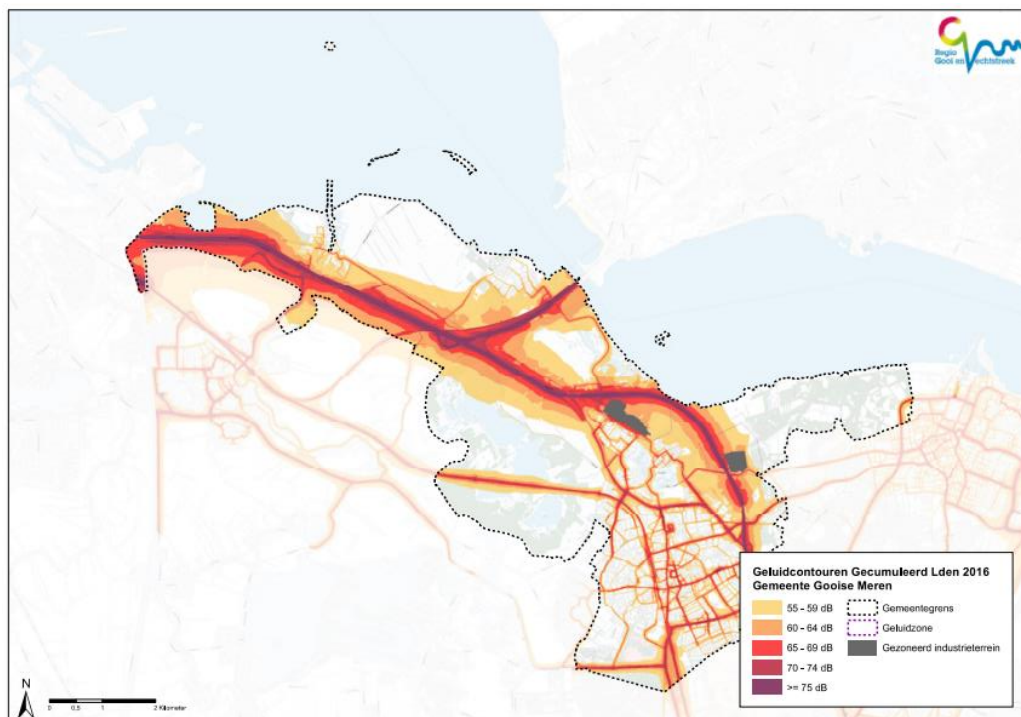 Regio
Gooi en Vechtstreek
Geluidcontouren Gecumuleerd Lden 2016
Gemeente Gooise Meren
55 – 59 dB
60 – 64 dB
65 – 69 dB
70 – 74 dB
>= 75 dB
Gemeentegrens
Geluidzone
Gezoneerd industrieterrein
N
0 0,5 1 2 Kilometer